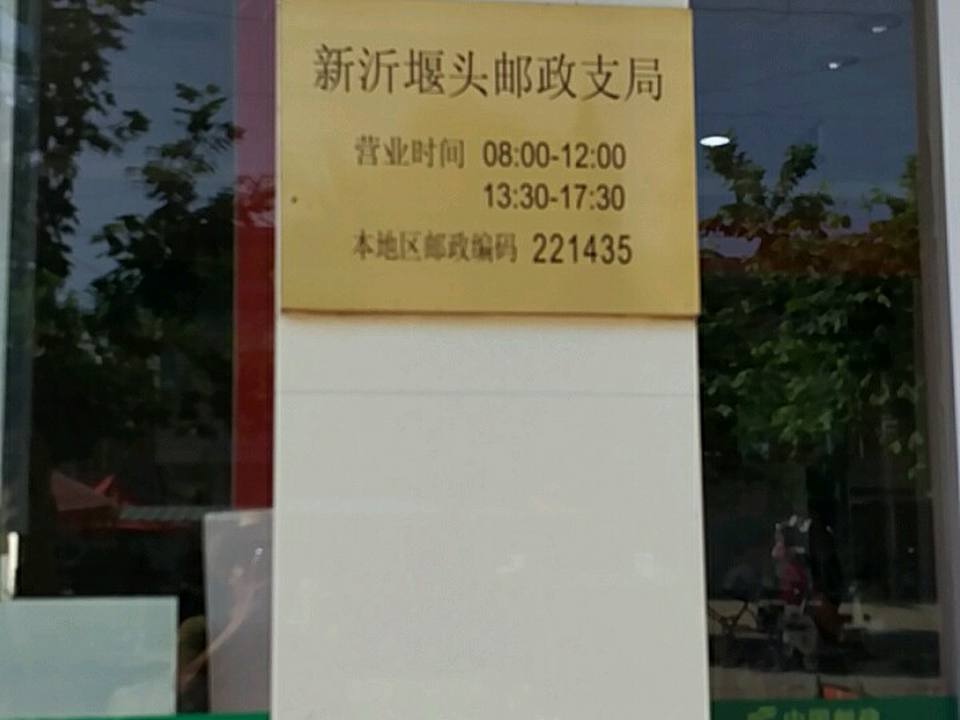 新沂堰头邮政支局
营业时间 08:00-12:00
13:30-17:30
本地区邮政编码 221435